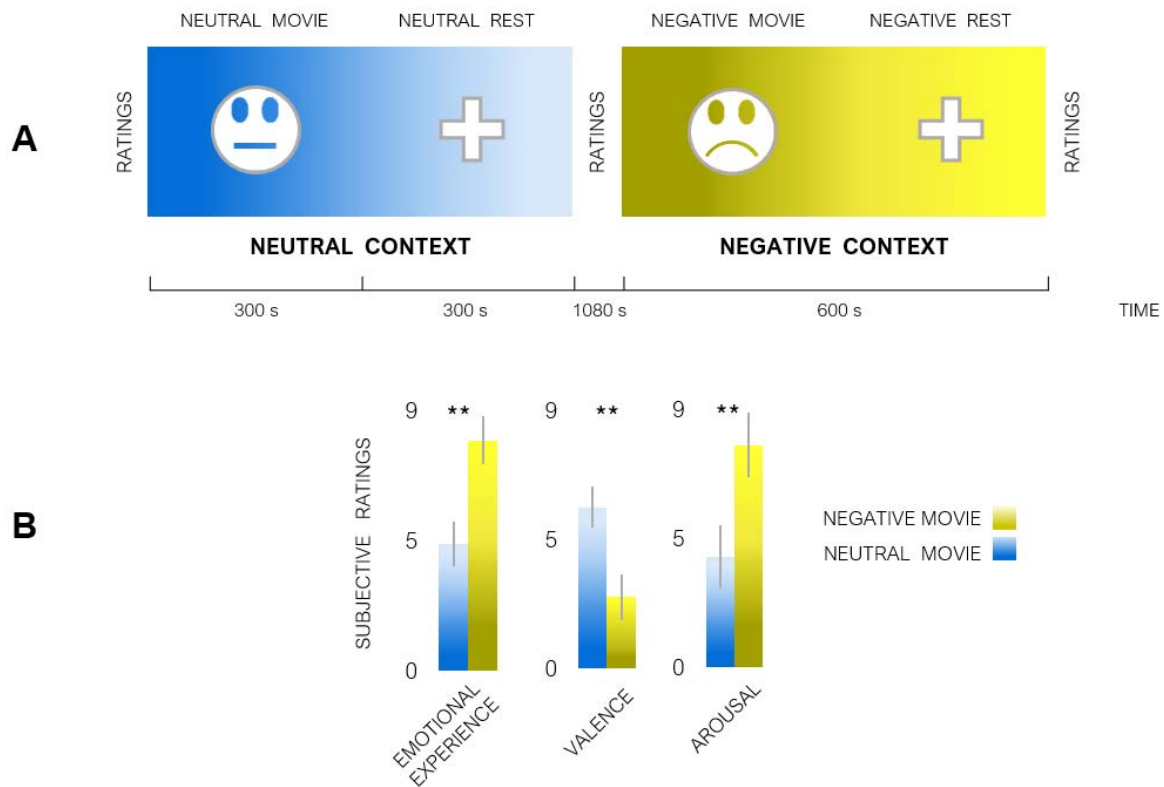 NEUTRAL MOVIE
NEUTRAL REST
NEGATIVE MOVIE
NEGATIVE REST
A
RATINGS
RATINGS
RATINGS
NEUTRAL CONTEXT
NEGATIVE CONTEXT
300 s
300 s
1080 s
600 s
TIME
B
SUBJECTIVE RATINGS
9
**
5
0
EMOTIONAL
EXPERIENCE
9
**
5
0
VALENCE
9
**
5
0
AROUSAL
NEGATIVE MOVIE
NEUTRAL MOVIE